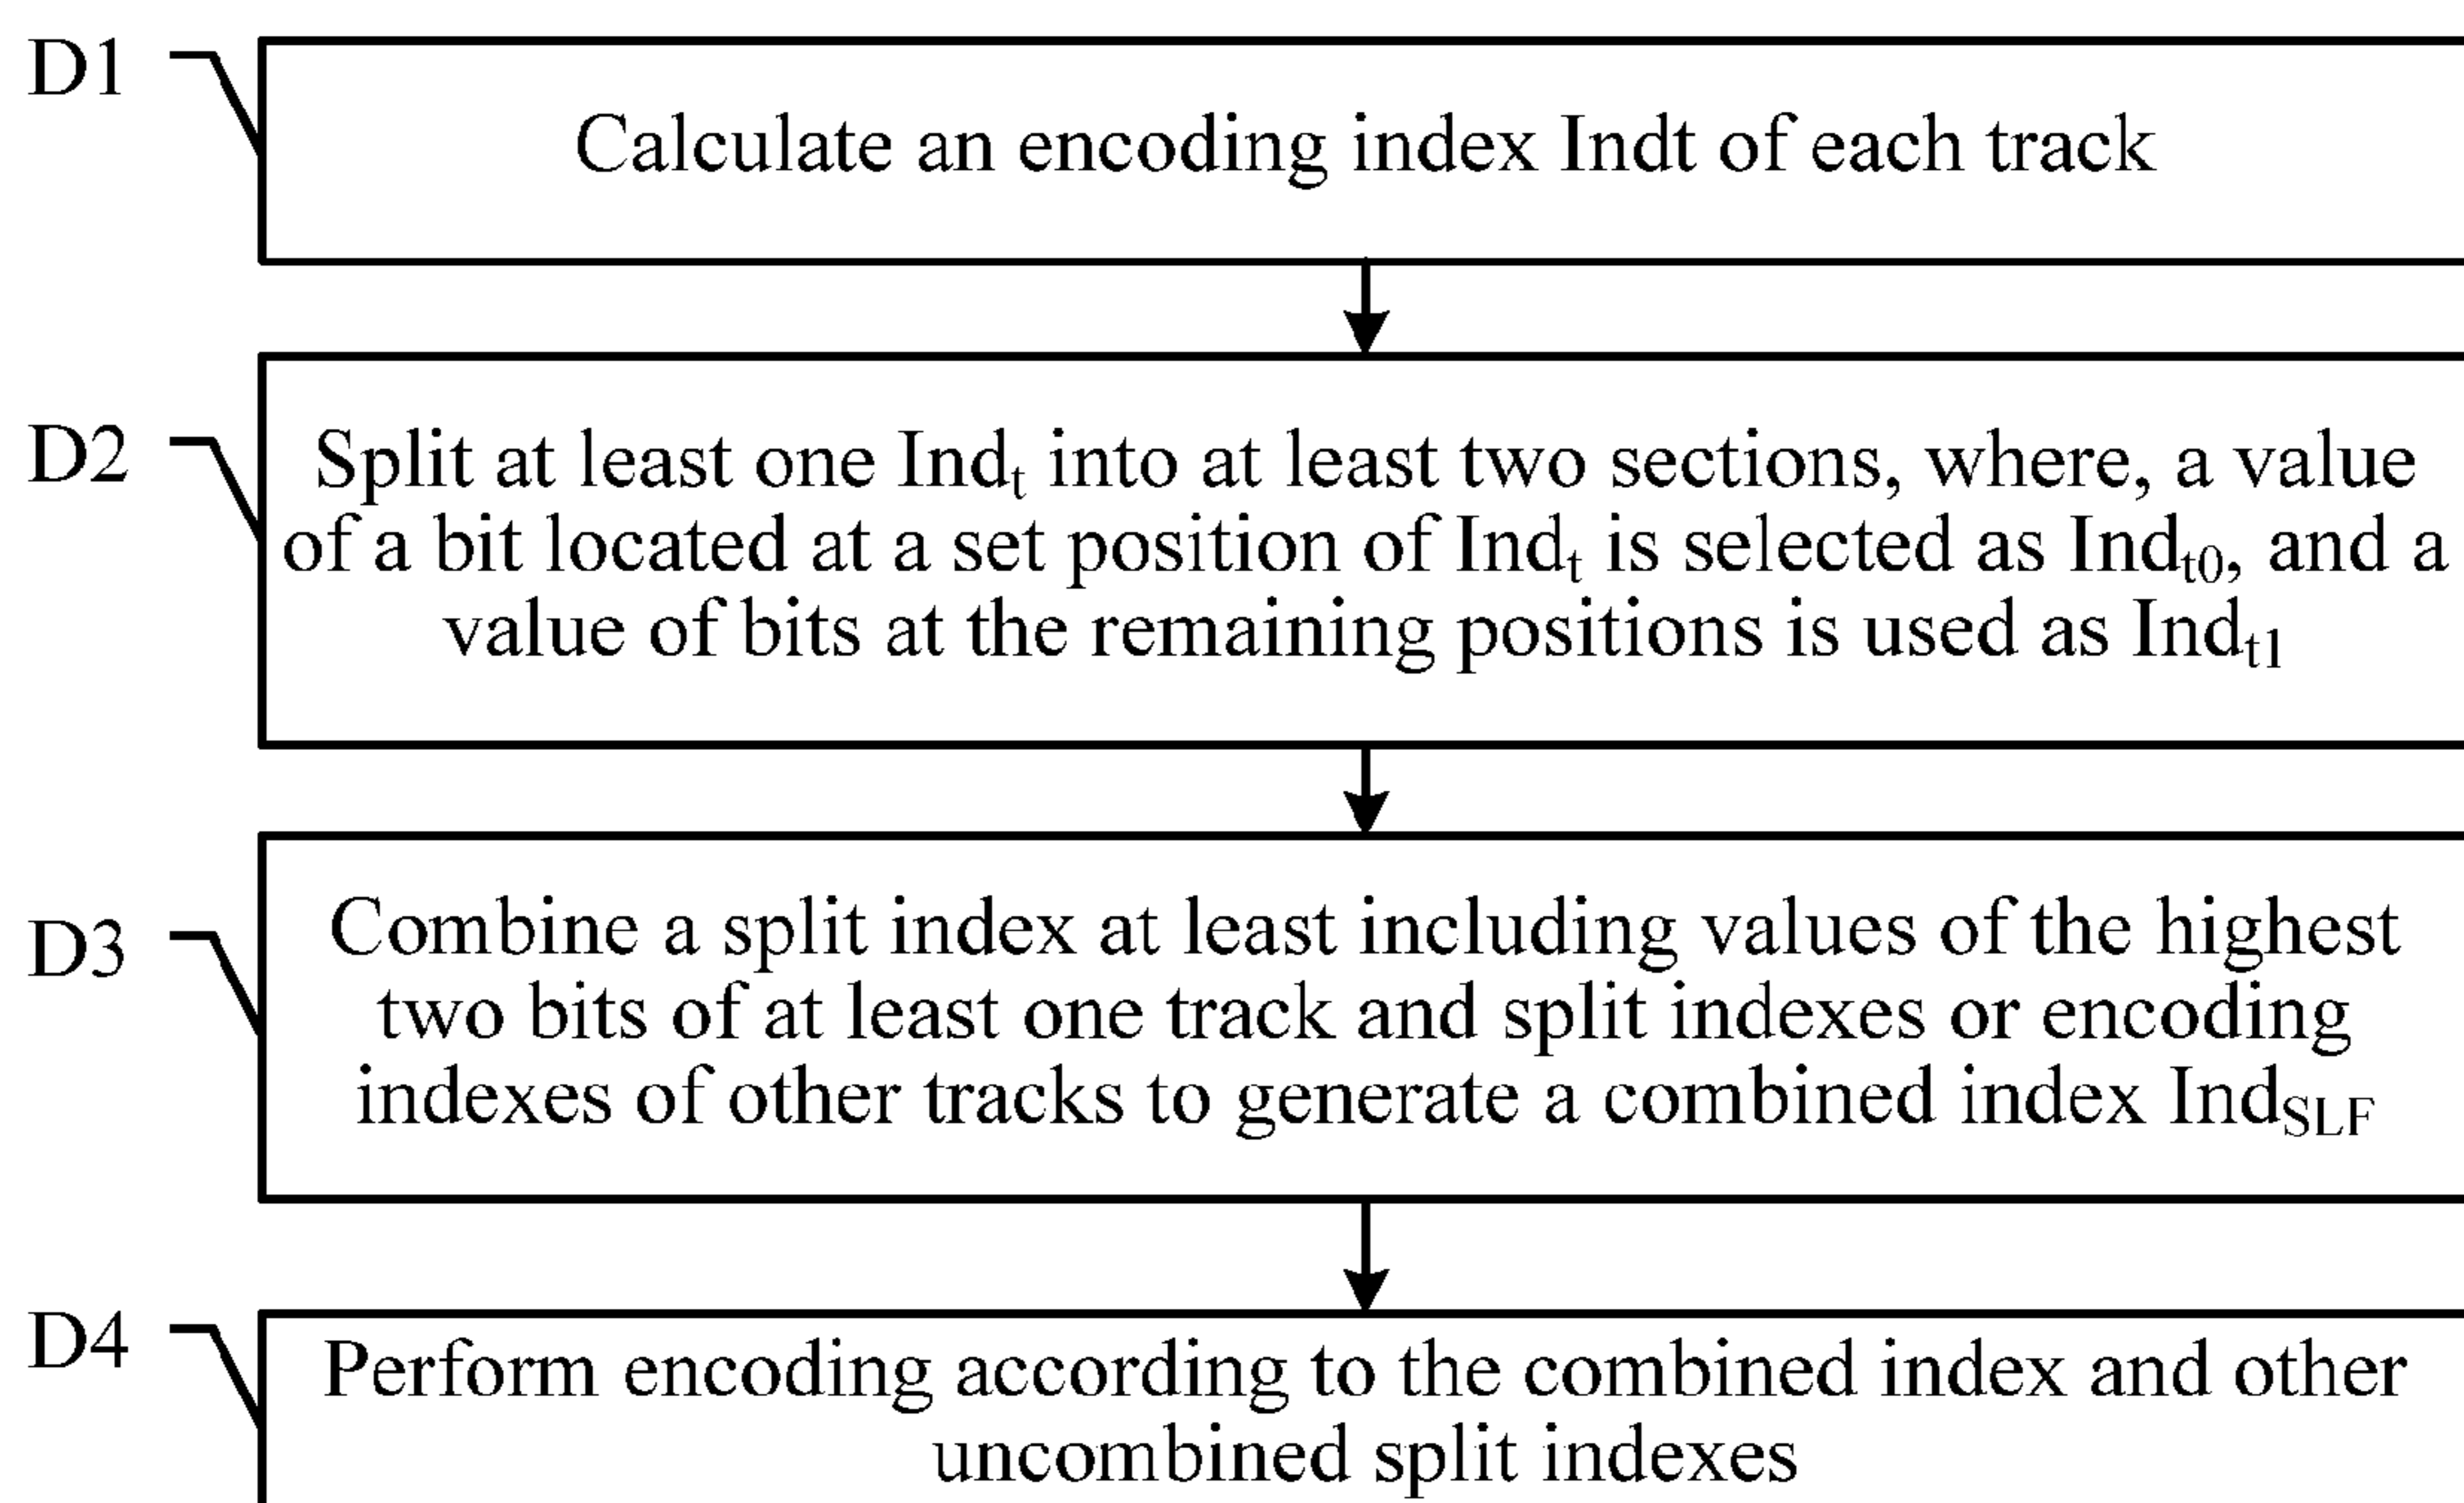 D1
Calculate an encoding index Indt of each track
D2
Split at least one Indt into at least two sections, where, a value
of a bit located at a set position of Indt is selected as Indt0, and a
value of bits at the remaining positions is used as Indt1
D3
Combine a split index at least including values of the highest
two bits of at least one track and split indexes or encoding
indexes of other tracks to generate a combined index IndSLF
D4
Perform encoding according to the combined index and other
uncombined split indexes